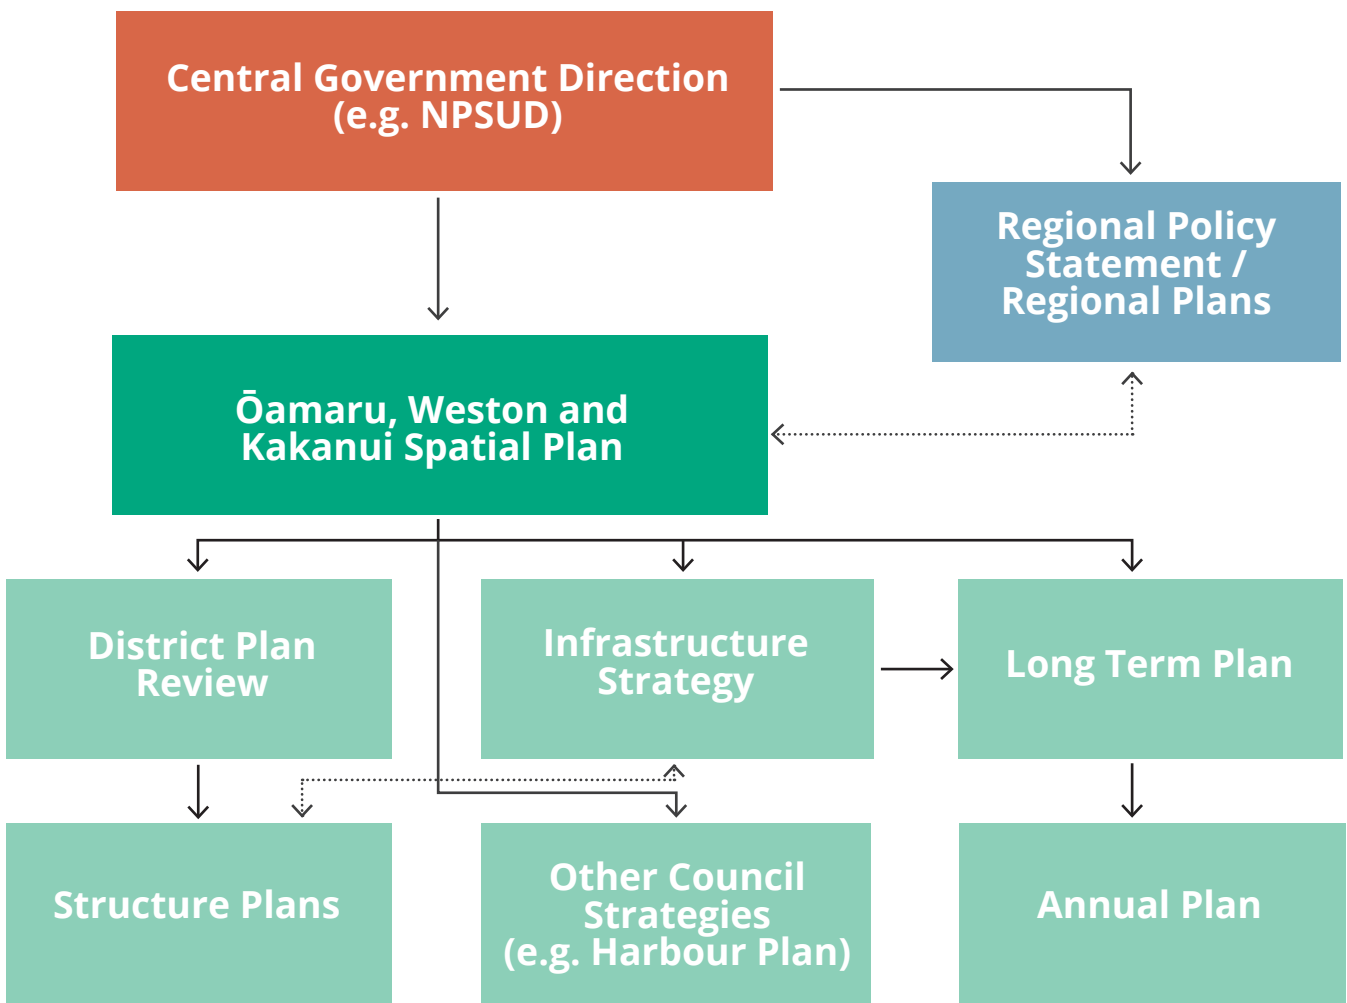 Central Government Direction
(e.g. NPSUD)
Regional Policy
Statement /
Regional Plans
Ōamaru, Weston and
Kakanui Spatial Plan
District Plan
Review
Infrastructure
Strategy
Long Term Plan
Structure Plans
Other Council
Strategies
(e.g. Harbour Plan)
Annual Plan